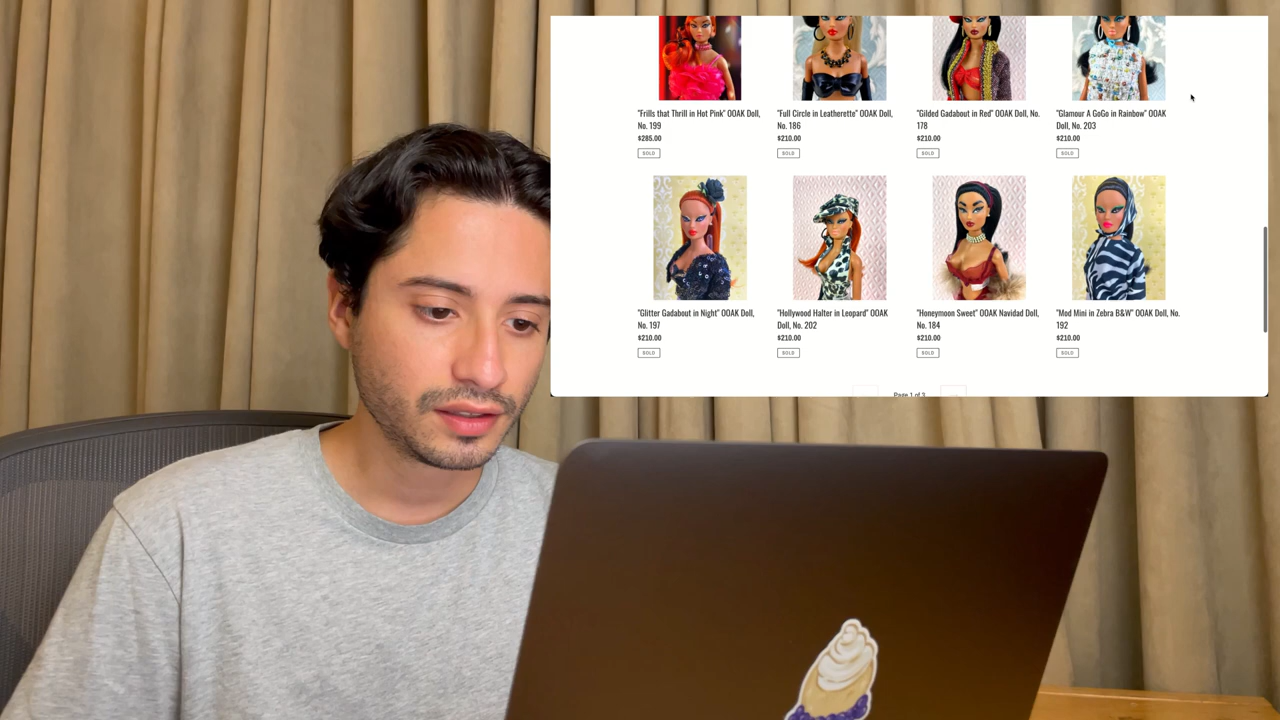 "Frills that Thrill in Hot Pink" OOAK Doll,
No. 199
$285.00
SOLD
"Full Circle in Leatherette" OOAK Doll,
No. 186
$210.00
SOLD
"Gilded Gadabout in Red" OOAK Doll, No.
178
$210.00
SOLD
"Glamour A GoGo in Rainbow" OOAK
Doll, No. 203
$210.00
SOLD
"Glitter Gadabout in Night" OOAK Doll,
No. 197
$210.00
SOLD
"Hollywood Halter in Leopard" OOAK
Doll, No. 202
$210.00
SOLD
"Honeymoon Sweet" OOAK Navidad Doll,
No. 184
$210.00
SOLD
"Mod Mini in Zebra B&W" OOAK Doll, No.
192
$210.00
SOLD
Page 1 of 3